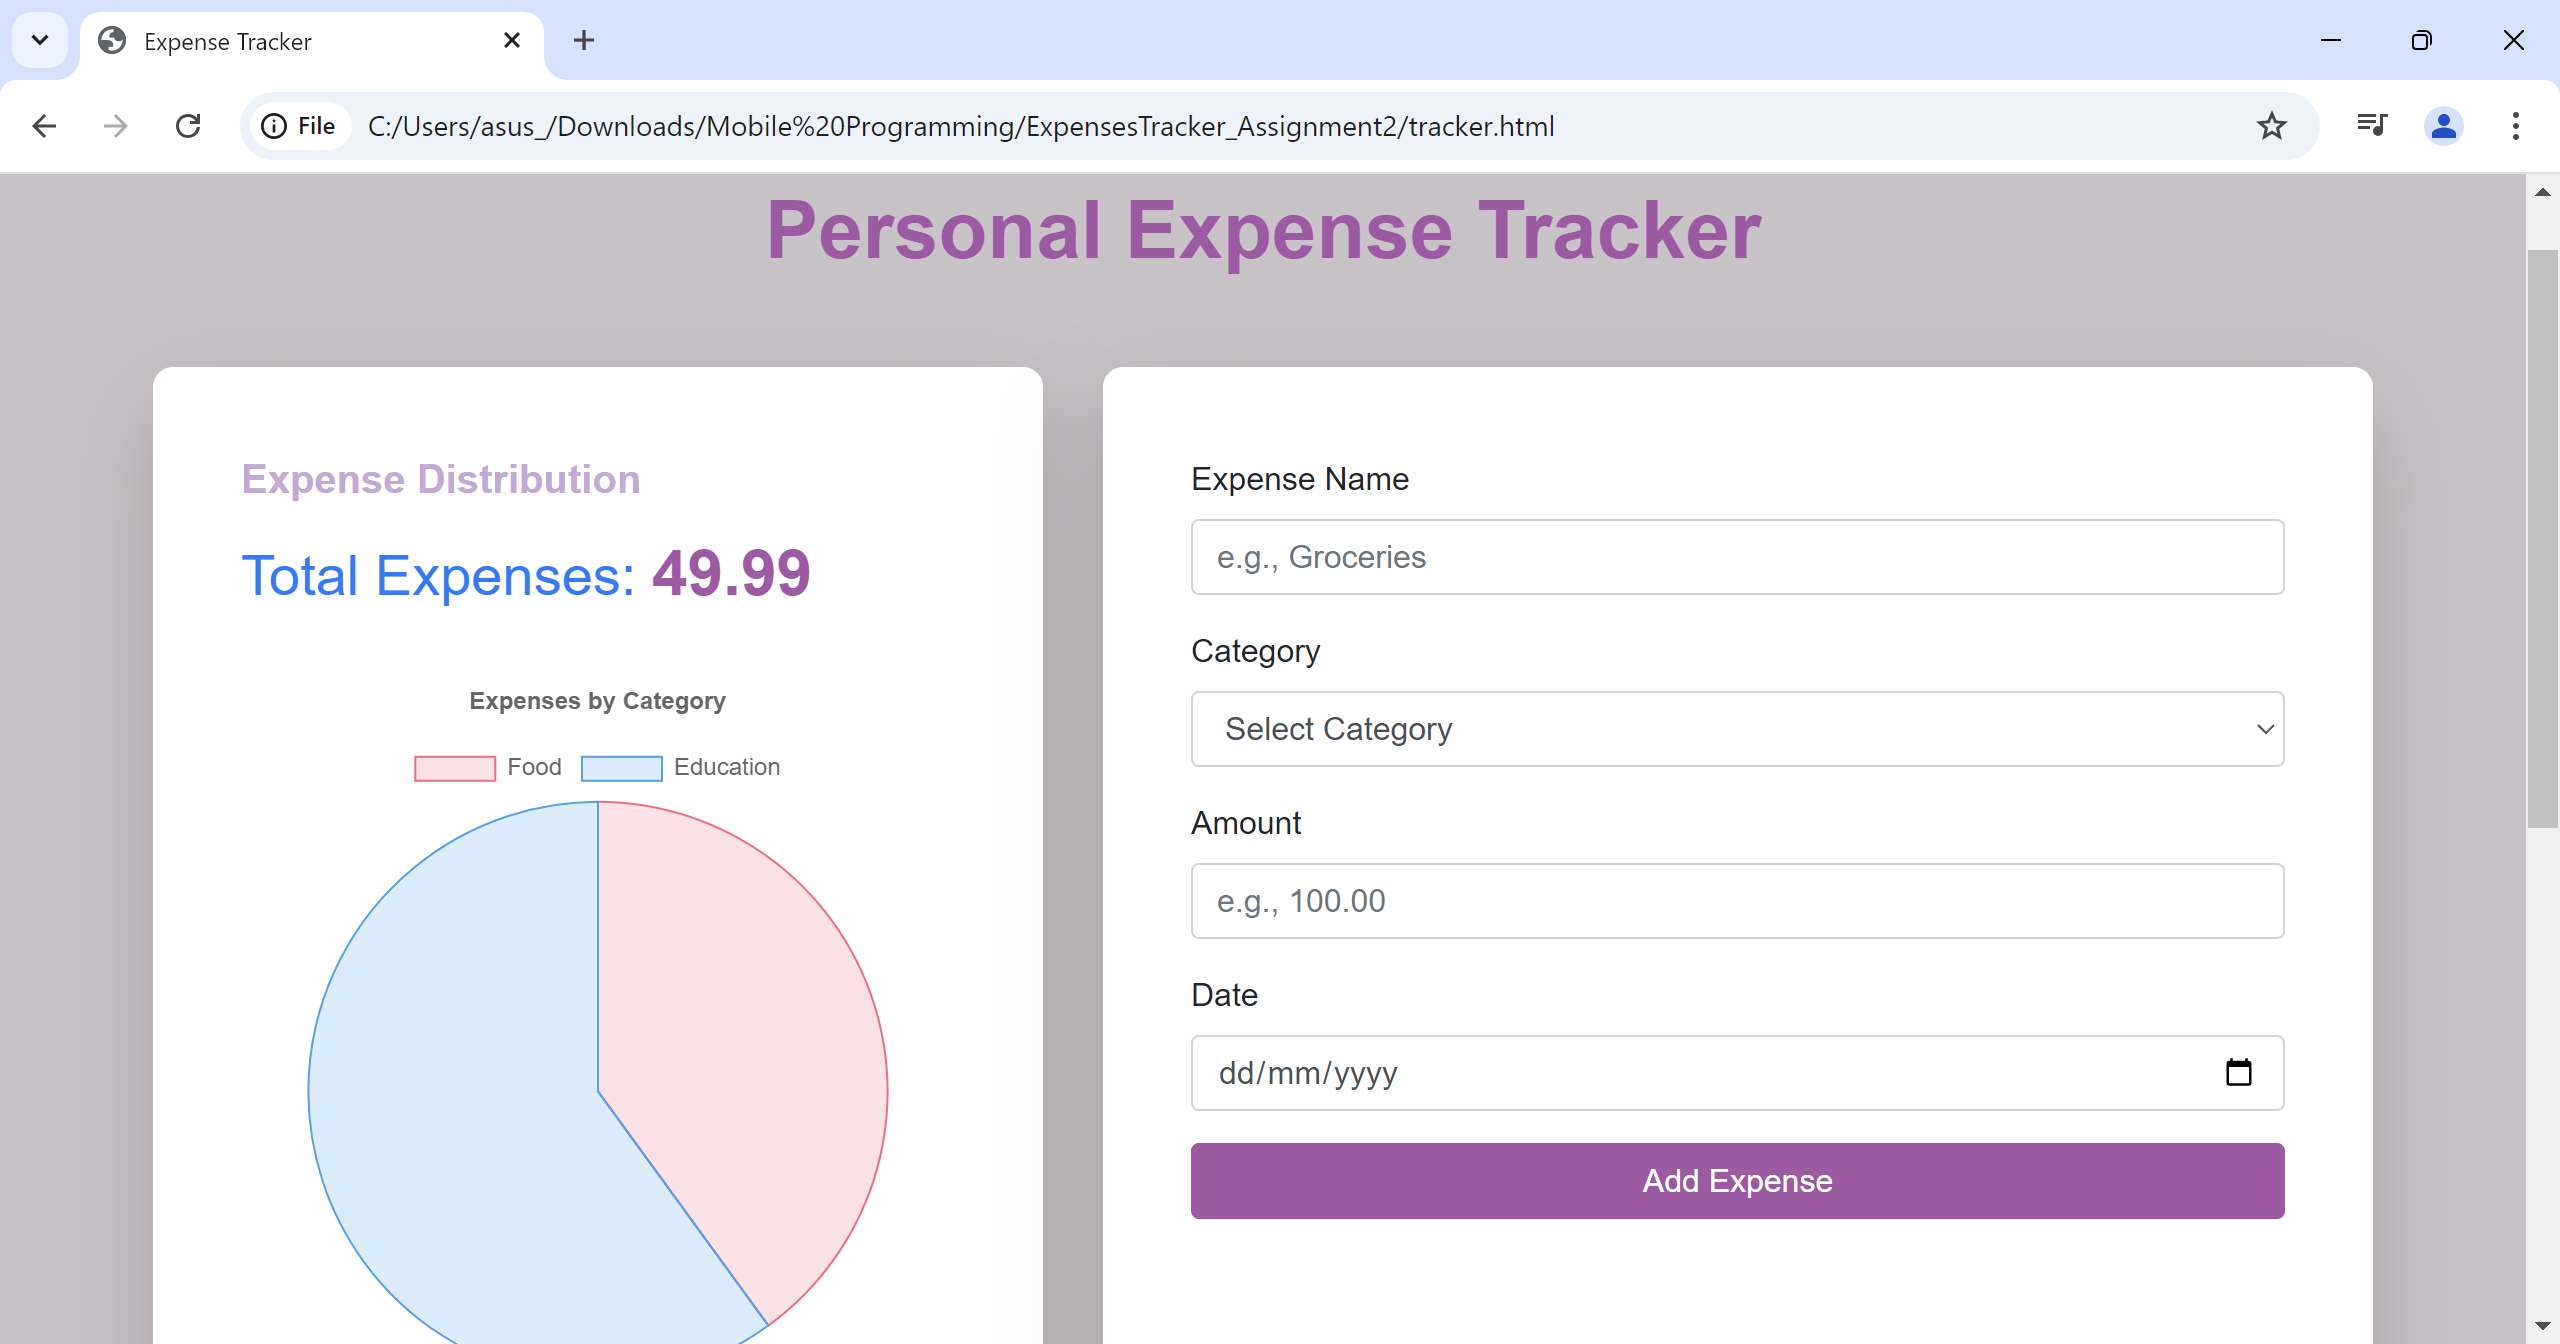 Expense Tracker
File
C:/Users/asus_/Downloads/Mobile%20Programming/ExpensesTracker_Assignment2/tracker.html
Personal Expense Tracker
Expense Distribution
Total Expenses: 49.99
Expenses by Category
Food
Education
Expense Name
e.g., Groceries
Category
Select Category
Amount
e.g., 100.00
Date
dd/mm/yyyy
Add Expense